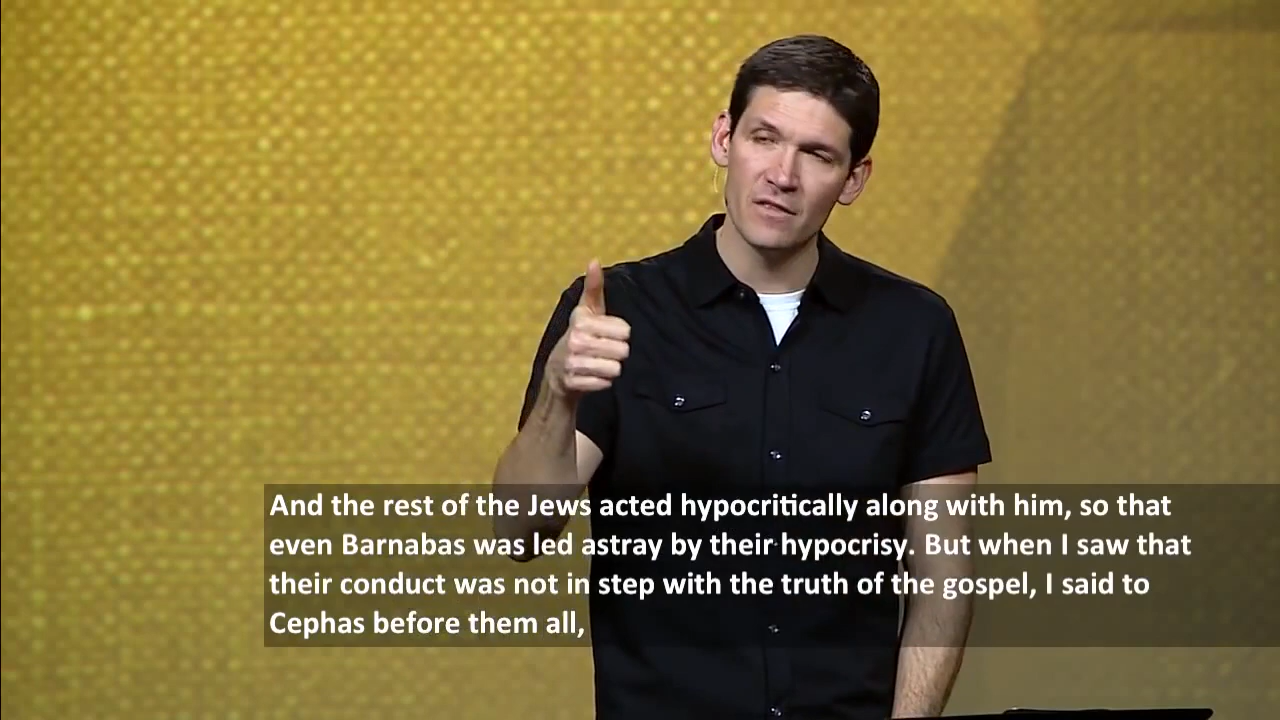 And the rest of the Jews acted hypocritically along with him, so that
even Barnabas was led astray by their hypocrisy. But when I saw that
their conduct was not in step with the truth of the gospel, I said to
Cephas before them all,